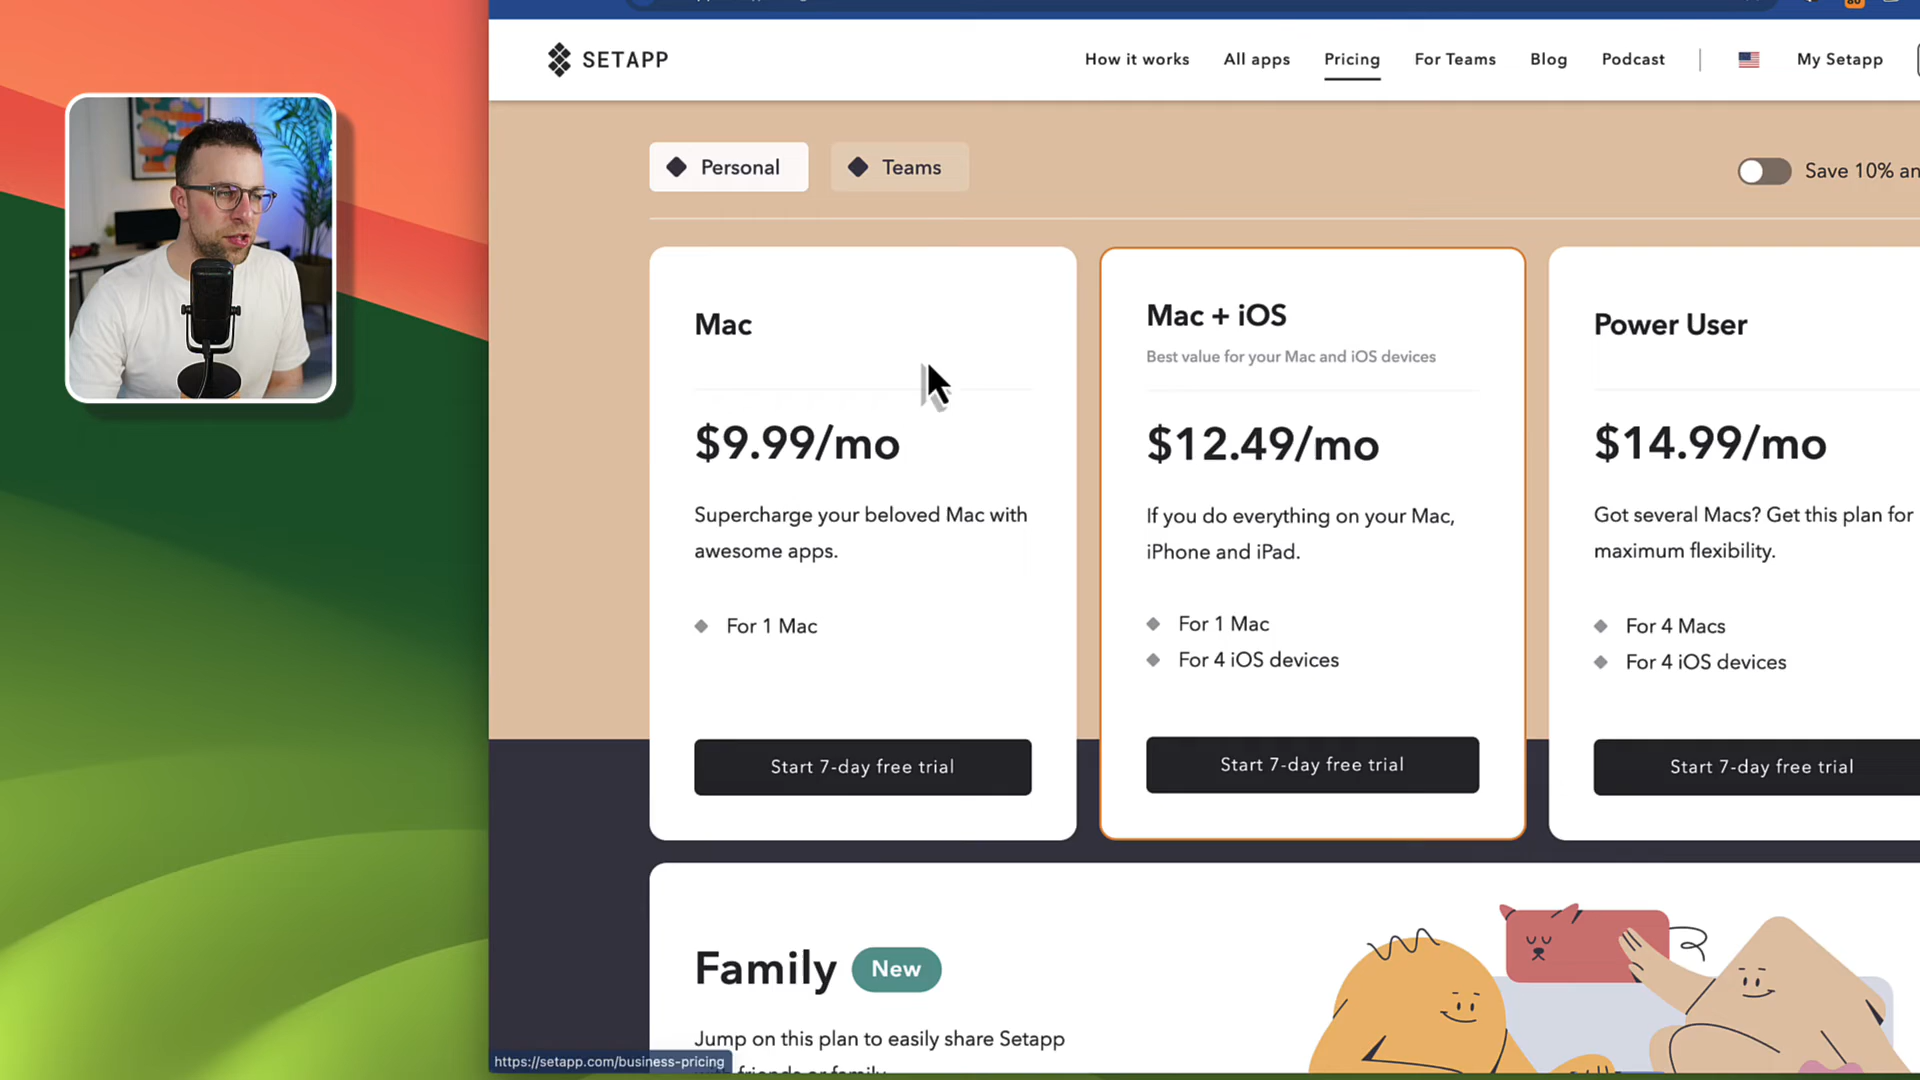 SETAPP
How it works
All apps
Pricing
For Teams
Blog
Podcast
My Setapp
Personal
Teams
Save 10% an
Mac
$9.99/mo
Supercharge your beloved Mac with
awesome apps.
For 1 Mac
Start 7-day free trial
Mac + iOS
Best value for your Mac and iOS devices
$12.49/mo
If you do everything on your Mac,
iPhone and iPad.
For 1 Mac
For 4 iOS devices
Start 7-day free trial
Power User
$14.99/mo
Got several Macs? Get this plan for
maximum flexibility.
For 4 Macs
For 4 iOS devices
Start 7-day free trial
Family
New
Jump on this plan to easily share Setapp
friends or family
https://setapp.com/business-pricing